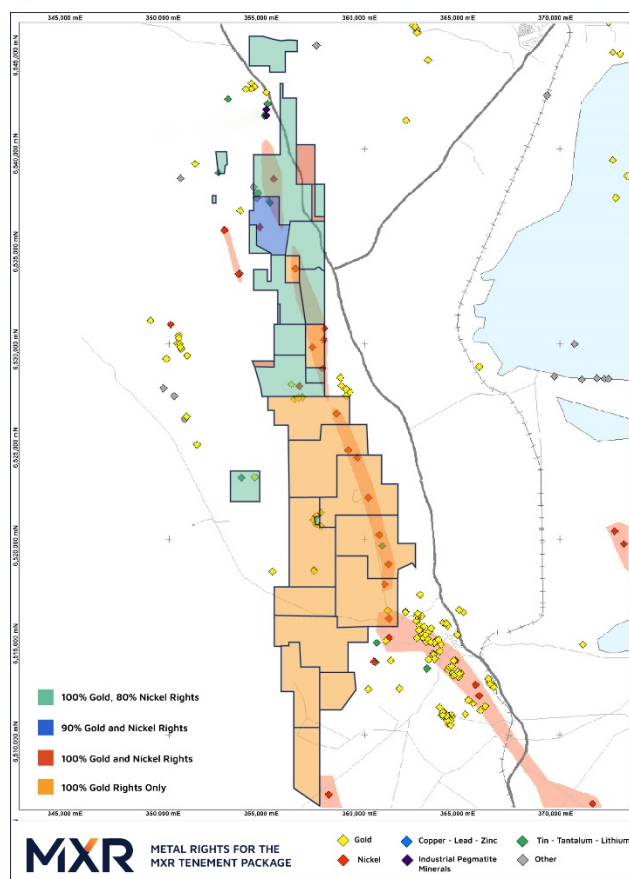 345,000 mE 350,000 mE 355,000 mE 360,000 mE 365,000 mE 370,000 mE
6,645,000 mN
6,640,000 mN
6,635,000 mN
6,630,000 mN
6,625,000 mN
6,520,000 mN
6,515,000 mN
6,510,000 mN
100% Gold, 80% Nickel Rights
90% Gold and Nickel Rights
100% Gold and Nickel Rights
100% Gold Rights Only
345,000 mE 350,000 mE 355,000 mE 360,000 mE 365,000 mE 370,000 mE
MXR
METAL RIGHTS FOR THE
MXR TENEMENT PACKAGE
Gold
Copper - Lead - Zinc
Tin - Tantalum - Lithium
Nickel
Industrial Pegmatite
Minerals
Other